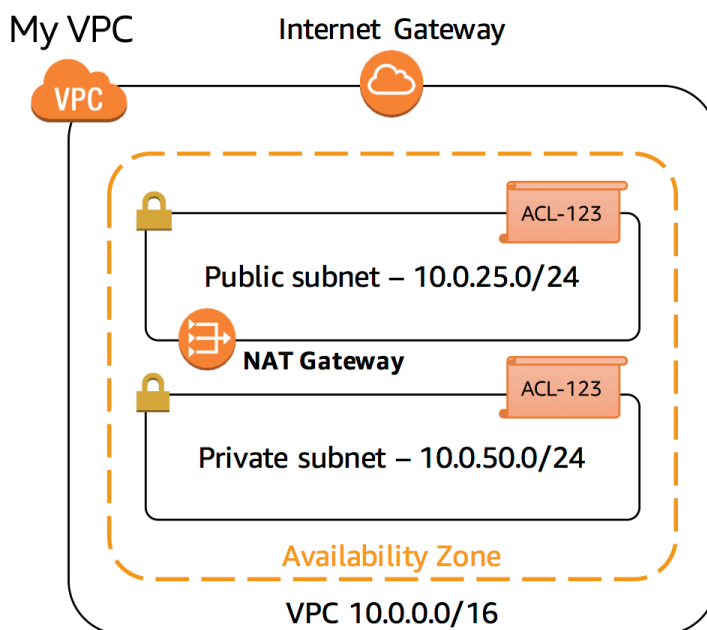 My VPC
Internet Gateway
VPC
ACL-123
Public subnet – 10.0.25.0/24
NAT Gateway
ACL-123
Private subnet – 10.0.50.0/24
Availability Zone
VPC 10.0.0.0/16